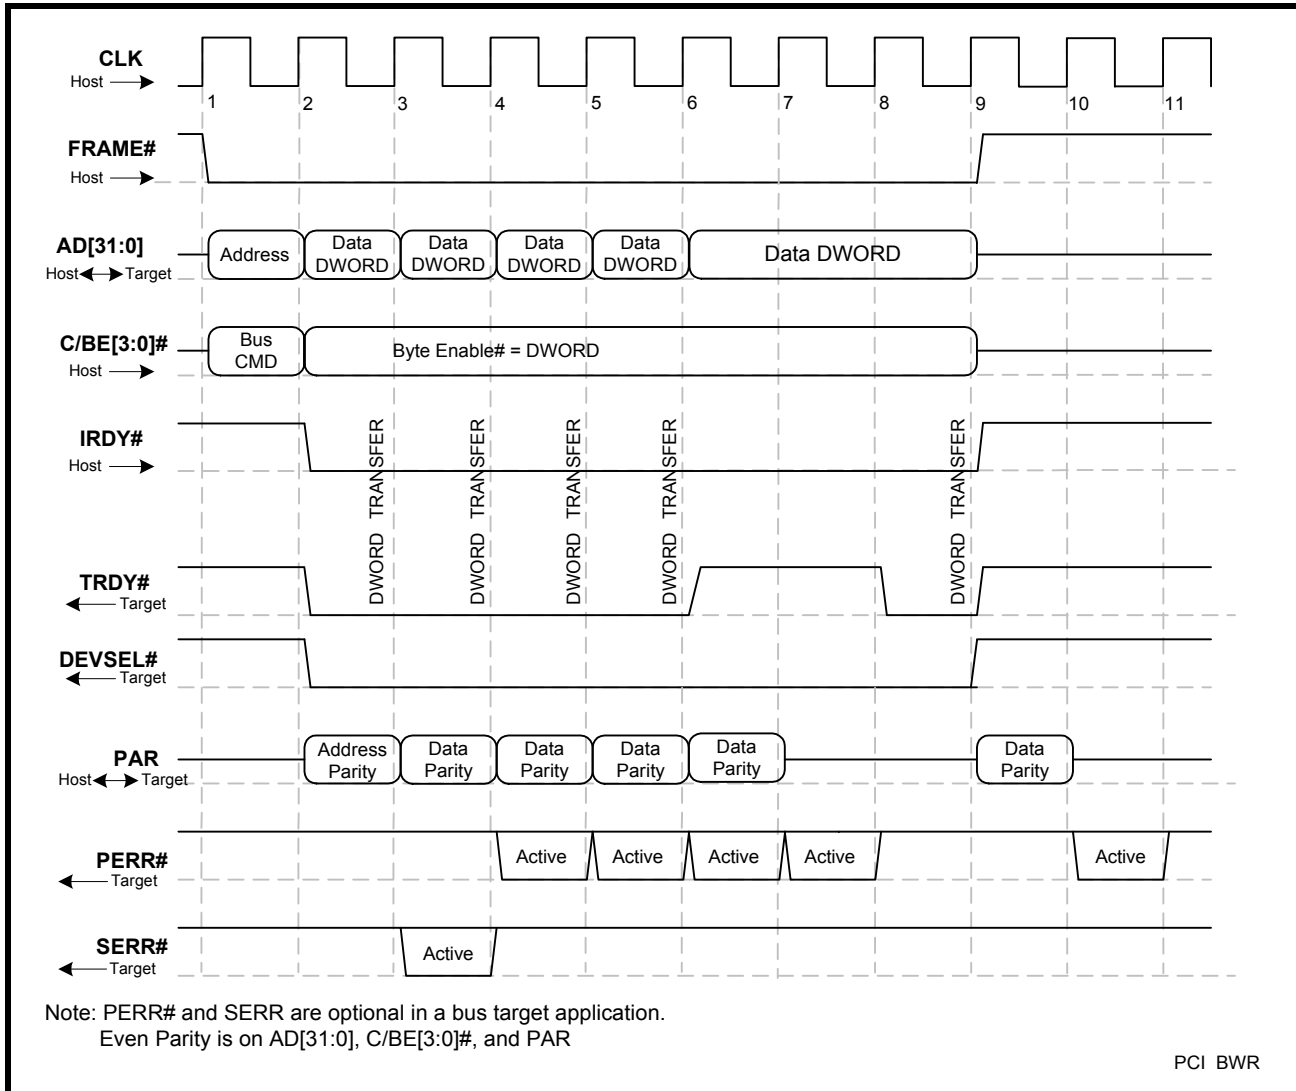 CLK
Host
1 2 3 4 5 6 7 8 9 10 11
FRAME#
Host
AD[31:0]
Host Target
Address
Data DWORD
Data DWORD
Data DWORD
Data DWORD
Data DWORD
C/BE[3:0]#
Host
Bus CMD
Byte Enable# = DWORD
IRDY#
Host
DWORD TRANSFER
DWORD TRANSFER
DWORD TRANSFER
DWORD TRANSFER
DWORD TRANSFER
TRDY#
Target
DEVSEL#
Target
PAR
Host Target
Address Parity
Data Parity
Data Parity
Data Parity
Data Parity
Data Parity
PERR#
Target
Active Active Active Active Active
SERR#
Target
Active
Note: PERR# and SERR are optional in a bus target application.
Even Parity is on AD[31:0], C/BE[3:0]#, and PAR
PCI BWR